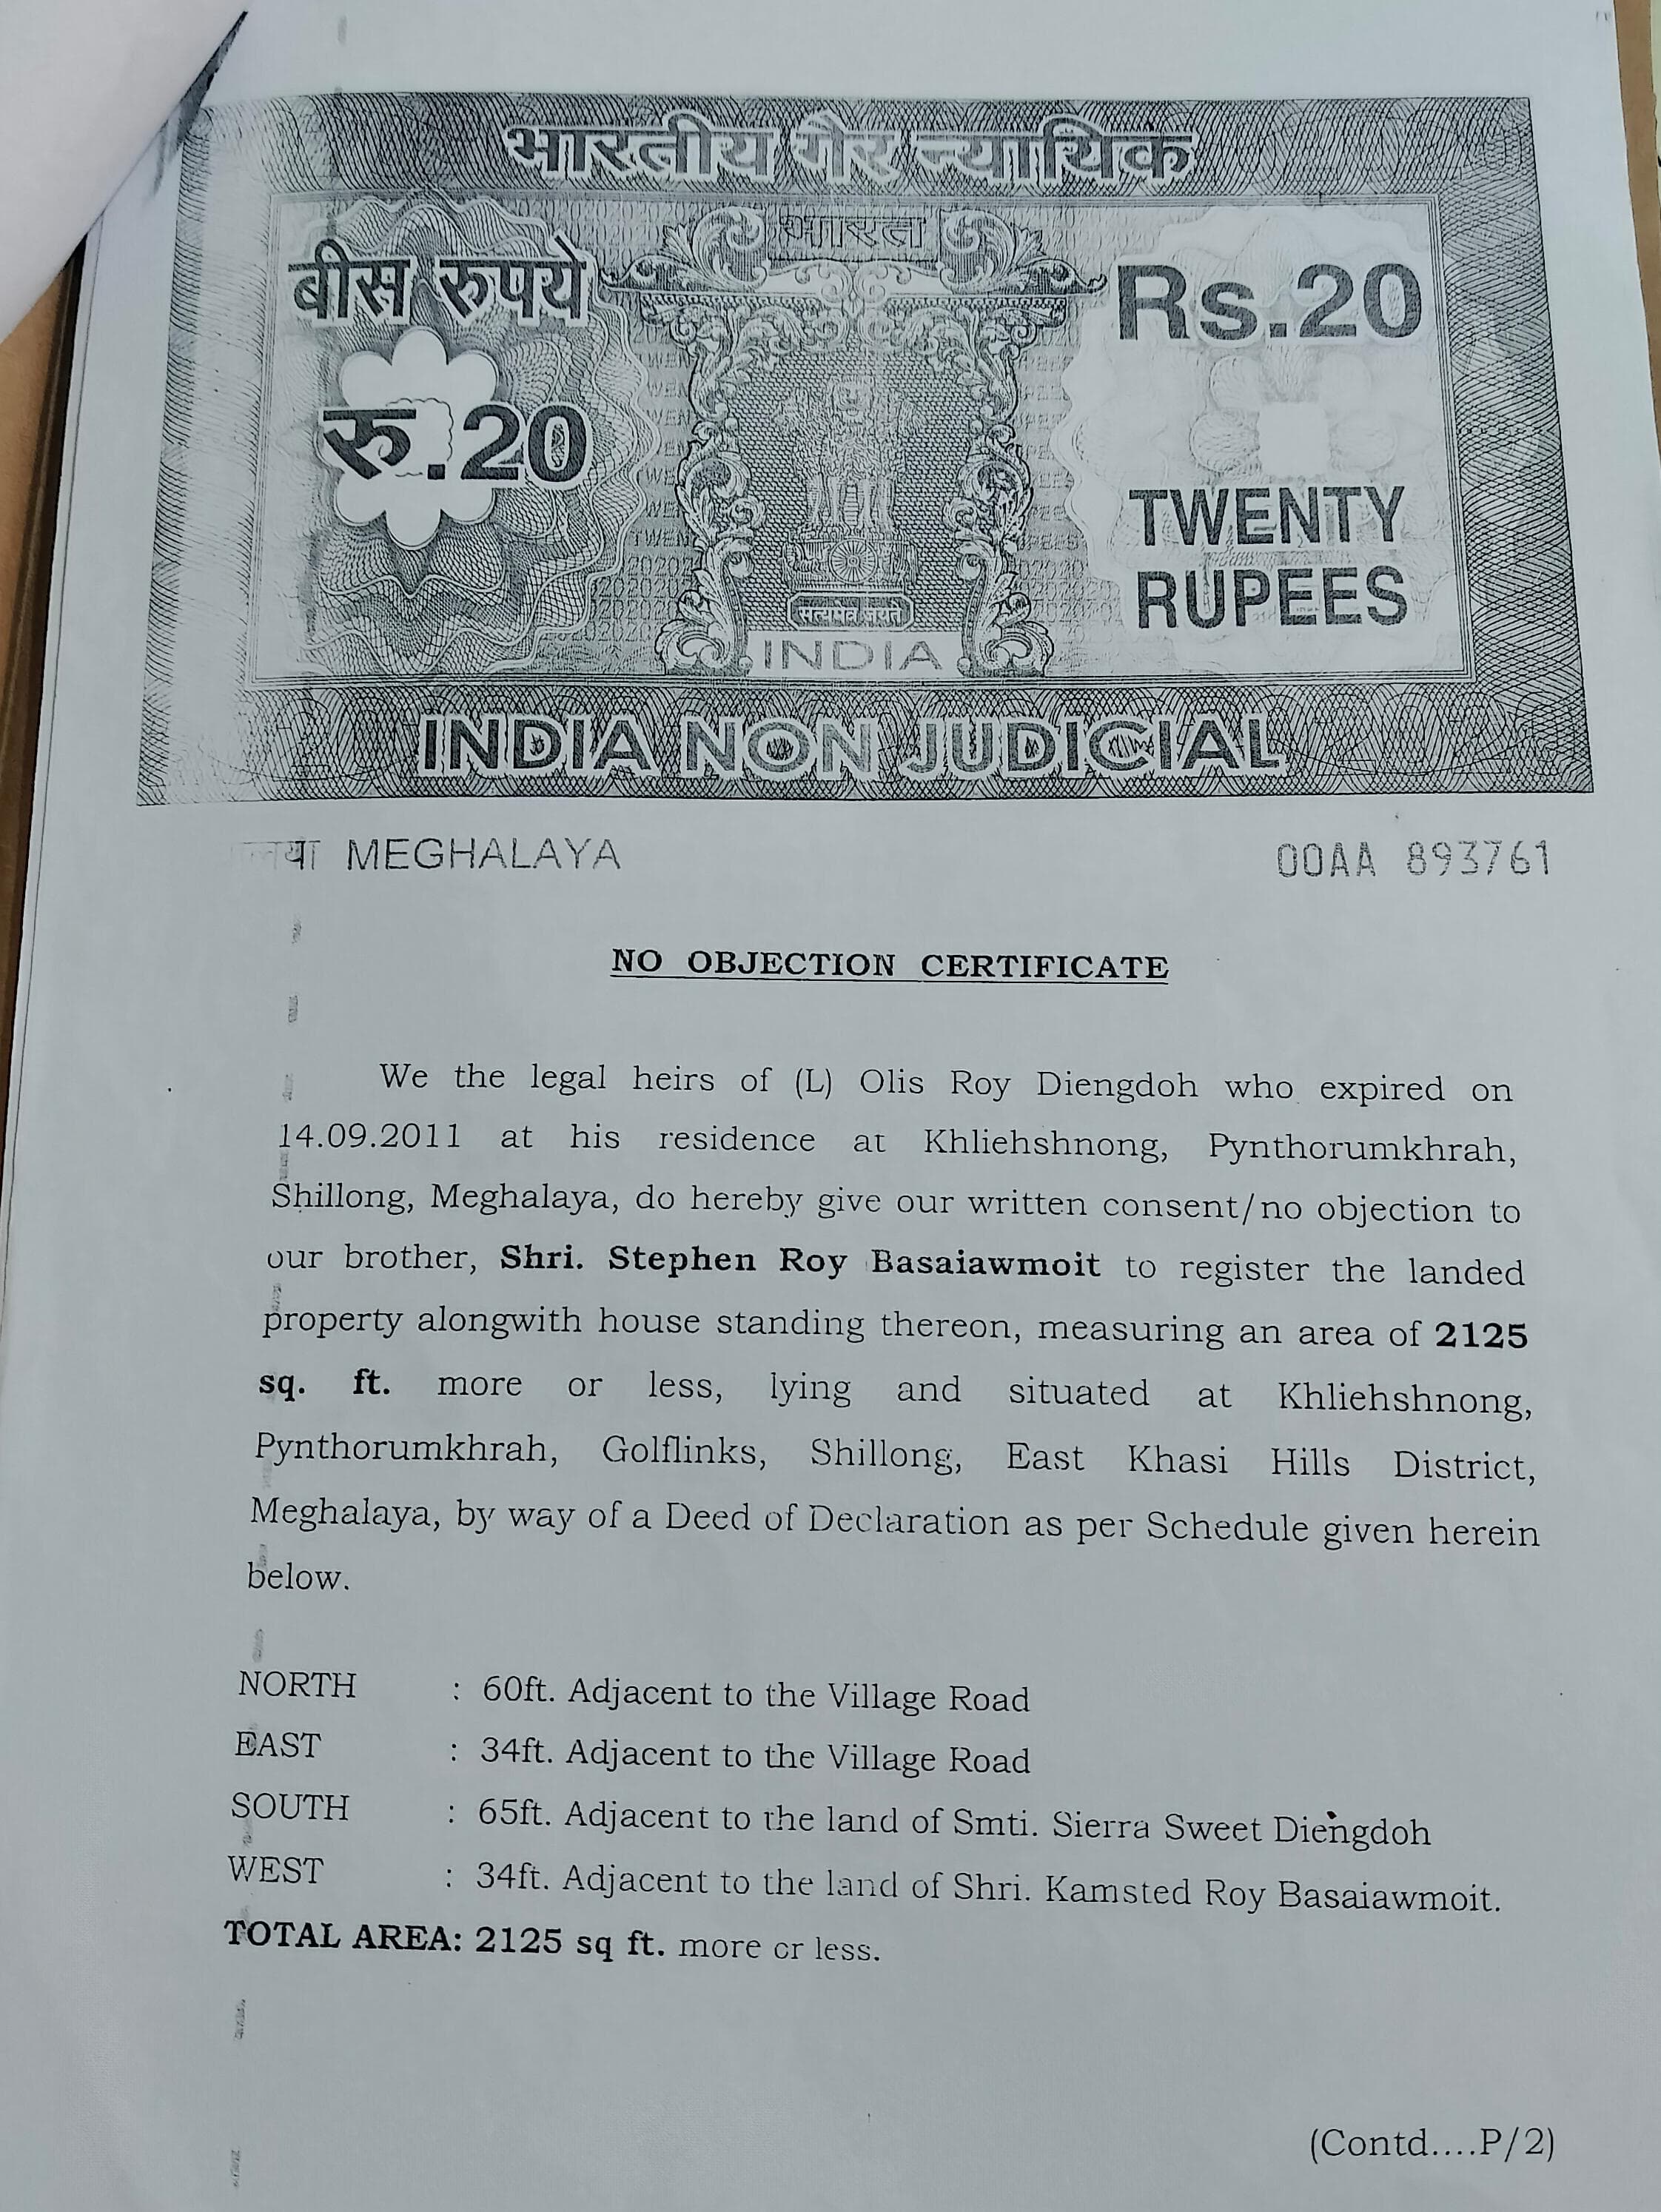 भारतीय गैर न्यायिक
भारत
बीस रुपये
Rs.20
रु.20
TWENTY
RUPEES
सत्यमेव जयते
INDIA
INDIA NON JUDICIAL
MEGHALAYA
00AA 893761
NO OBJECTION CERTIFICATE
We the legal heirs of (L) Olis Roy Diengdoh who expired on
14.09.2011 at his residence at Khliehshnong, Pynthorumkhrah,
Shillong, Meghalaya, do hereby give our written consent/no objection to
our brother, Shri. Stephen Roy Basaiawmoit to register the landed
property alongwith house standing thereon, measuring an area of 2125
sq. ft. more or less, lying and situated at Khliehshnong,
Pynthorumkhrah, Golflinks, Shillong, East Khasi Hills District,
Meghalaya, by way of a Deed of Declaration as per Schedule given herein
below.
NORTH : 60ft. Adjacent to the Village Road
EAST : 34ft. Adjacent to the Village Road
SOUTH : 65ft. Adjacent to the land of Smti. Sierra Sweet Diengdoh
WEST : 34ft. Adjacent to the land of Shri. Kamsted Roy Basaiawmoit.
TOTAL AREA: 2125 sq ft. more or less.
(Contd....P/2)